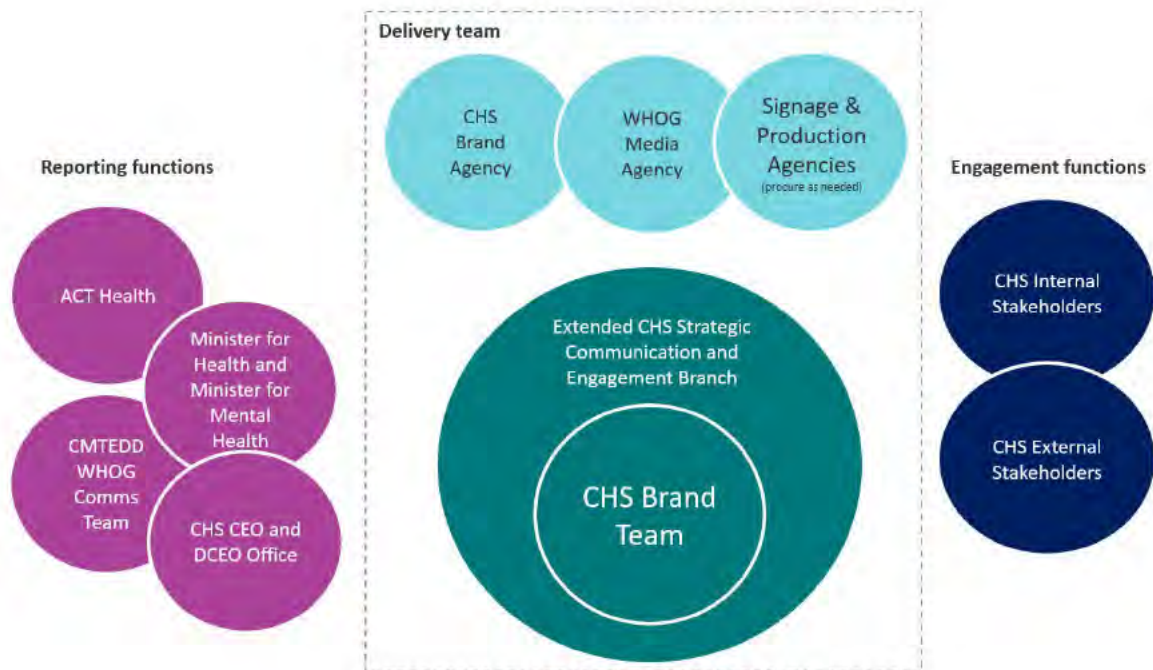 Delivery team
CHS
Brand
Agency
WHOG
Media
Agency
Signage &
Production
Agencies
(procure as needed)
Reporting functions
ACT Health
Minister for
Health and
Minister for
Mental
Health
CMTEDD
WHOG
Comms
Team
CHS CEO and
DCEO Office
Extended CHS Strategic
Communication and
Engagement Branch
CHS Brand
Team
Engagement functions
CHS Internal
Stakeholders
CHS External
Stakeholders